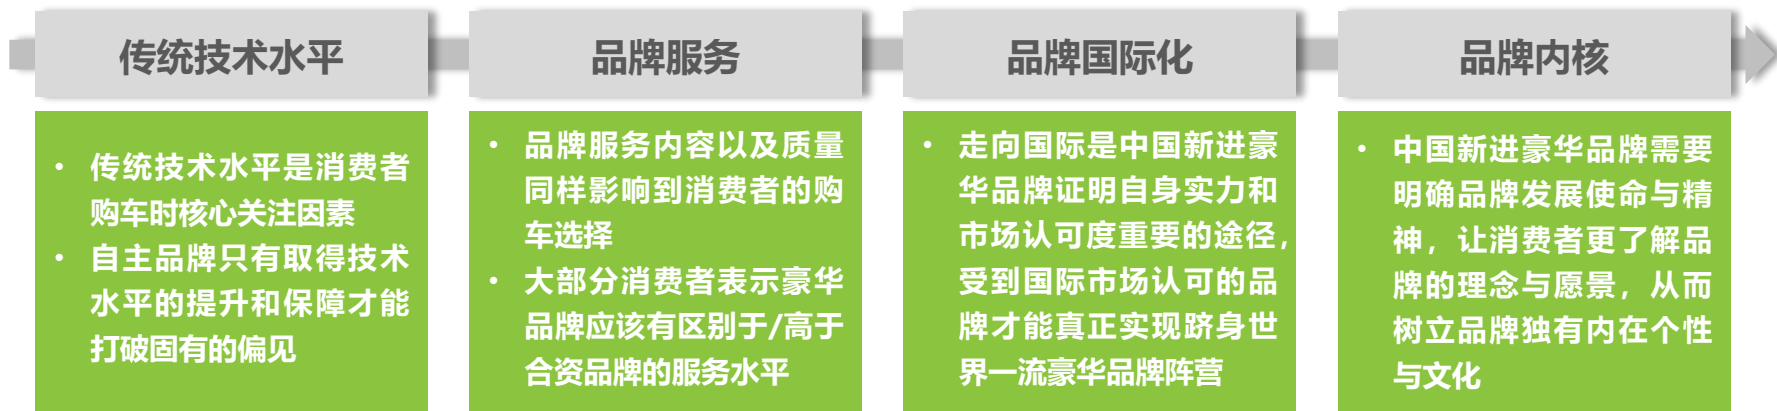 传统技术水平
• 传统技术水平是消费者
购车时核心关注因素
• 自主品牌只有取得技术
水平的提升和保障才能
打破固有的偏见
品牌服务
• 品牌服务内容以及质量
同样影响到消费者的购
车选择
• 大部分消费者表示豪华
品牌应该有区别于/高于
合资品牌的服务水平
品牌国际化
• 走向国际是中国新进豪
华品牌证明自身实力和
市场认可度重要的途径，
受到国际市场认可的品
牌才能真正实现跻身世
界一流豪华品牌阵营
品牌内核
• 中国新进豪华品牌需要
明确品牌发展使命与精
神，让消费者更了解品
牌的理念与愿景，从而
树立品牌独有内在个性
与文化